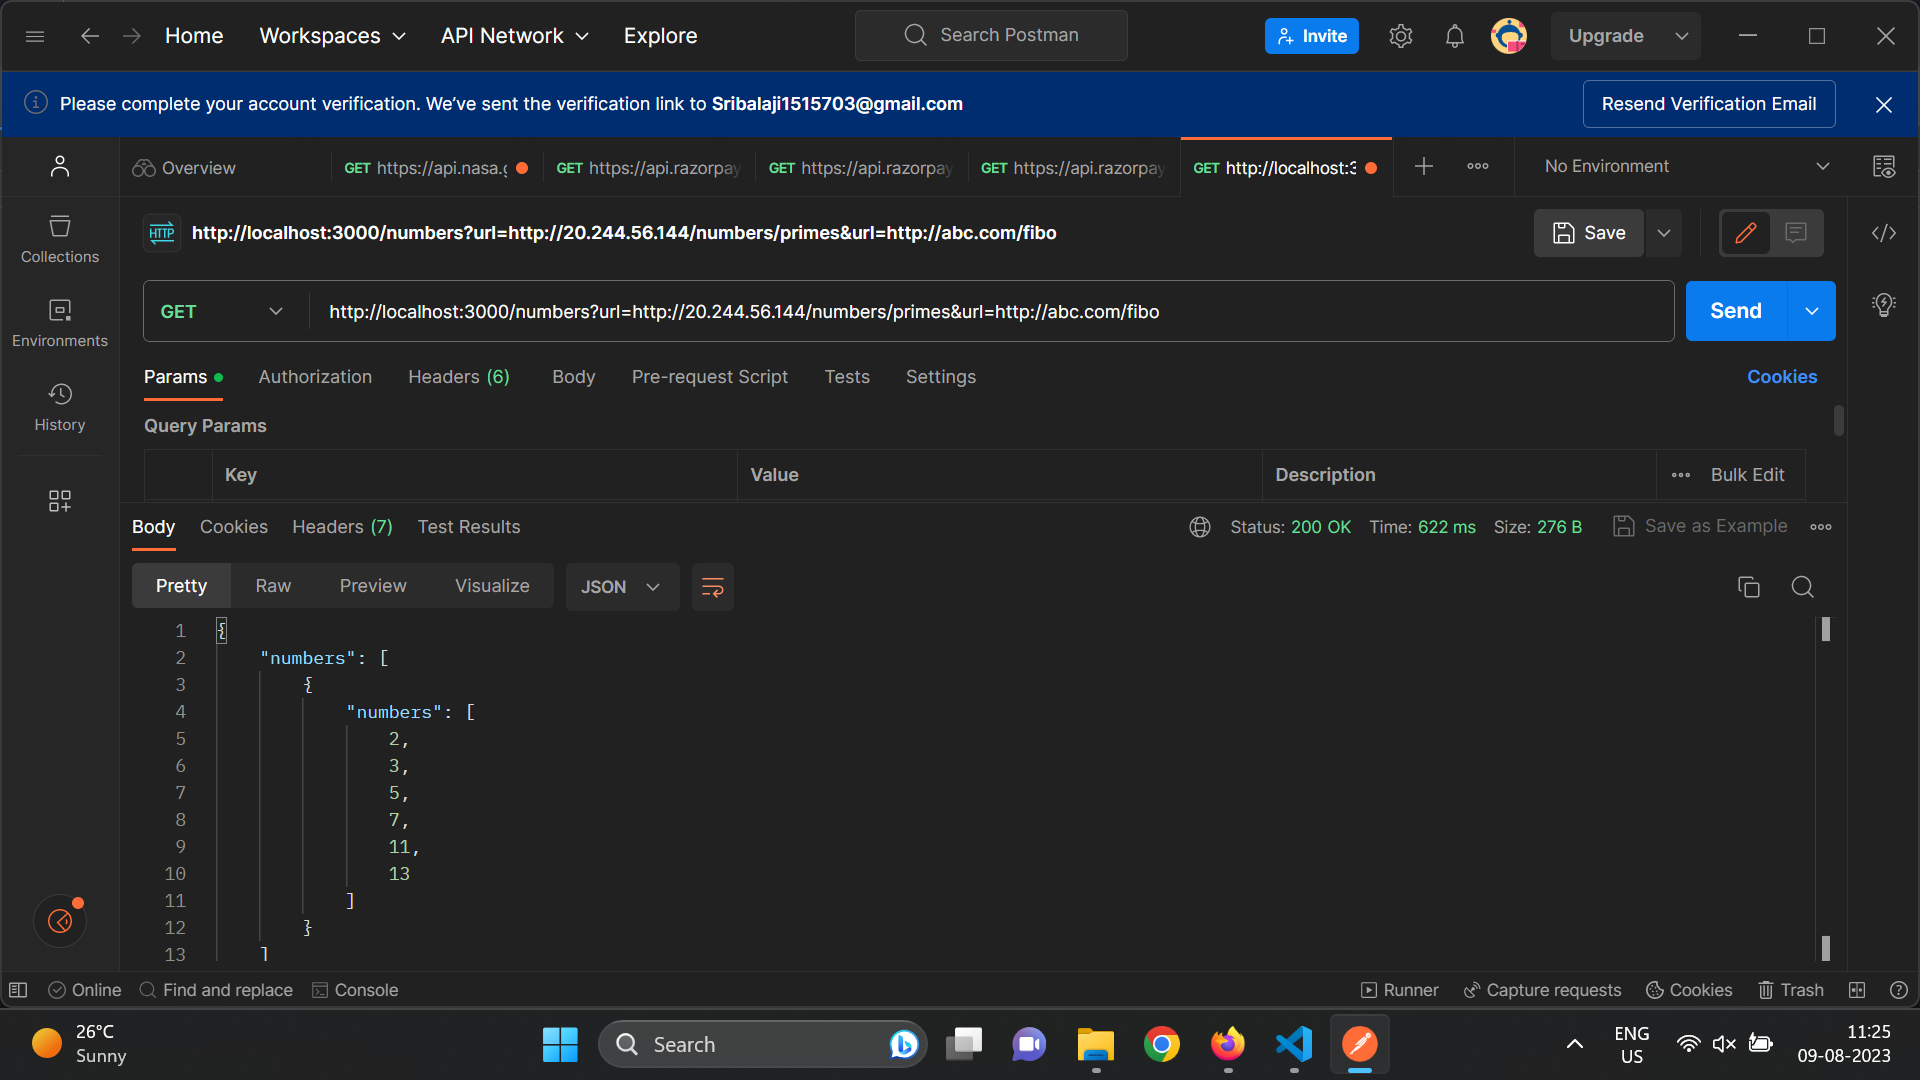 Home Workspaces API Network Explore Search Postman Invite Upgrade
Please complete your account verification. We've sent the verification link to Sribalaji1515703@gmail.com Resend Verification Email
Overview GET https://api.nasa.g GET https://api.razorpay GET https://api.razorpay GET https://api.razorpay GET http://localhost:3 No Environment
HTTP http://localhost:3000/numbers?url=http://20.244.56.144/numbers/primes&url=http://abc.com/fibo Save
Collections
GET http://localhost:3000/numbers?url=http://20.244.56.144/numbers/primes&url=http://abc.com/fibo Send
Environments
Params Authorization Headers (6) Body Pre-request Script Tests Settings Cookies
History
Query Params
Key Value Description Bulk Edit
Body Cookies Headers (7) Test Results Status: 200 OK Time: 622 ms Size: 276 B Save as Example
Pretty Raw Preview Visualize JSON
1 {
2 "numbers": [
3 {
4 "numbers": [
5 2,
6 3,
7 5,
8 7,
9 11,
10 13
11 ]
12 }
13 ]
Online Find and replace Console Runner Capture requests Cookies Trash
26°C
Sunny
Search
ENG
US
11:25
09-08-2023